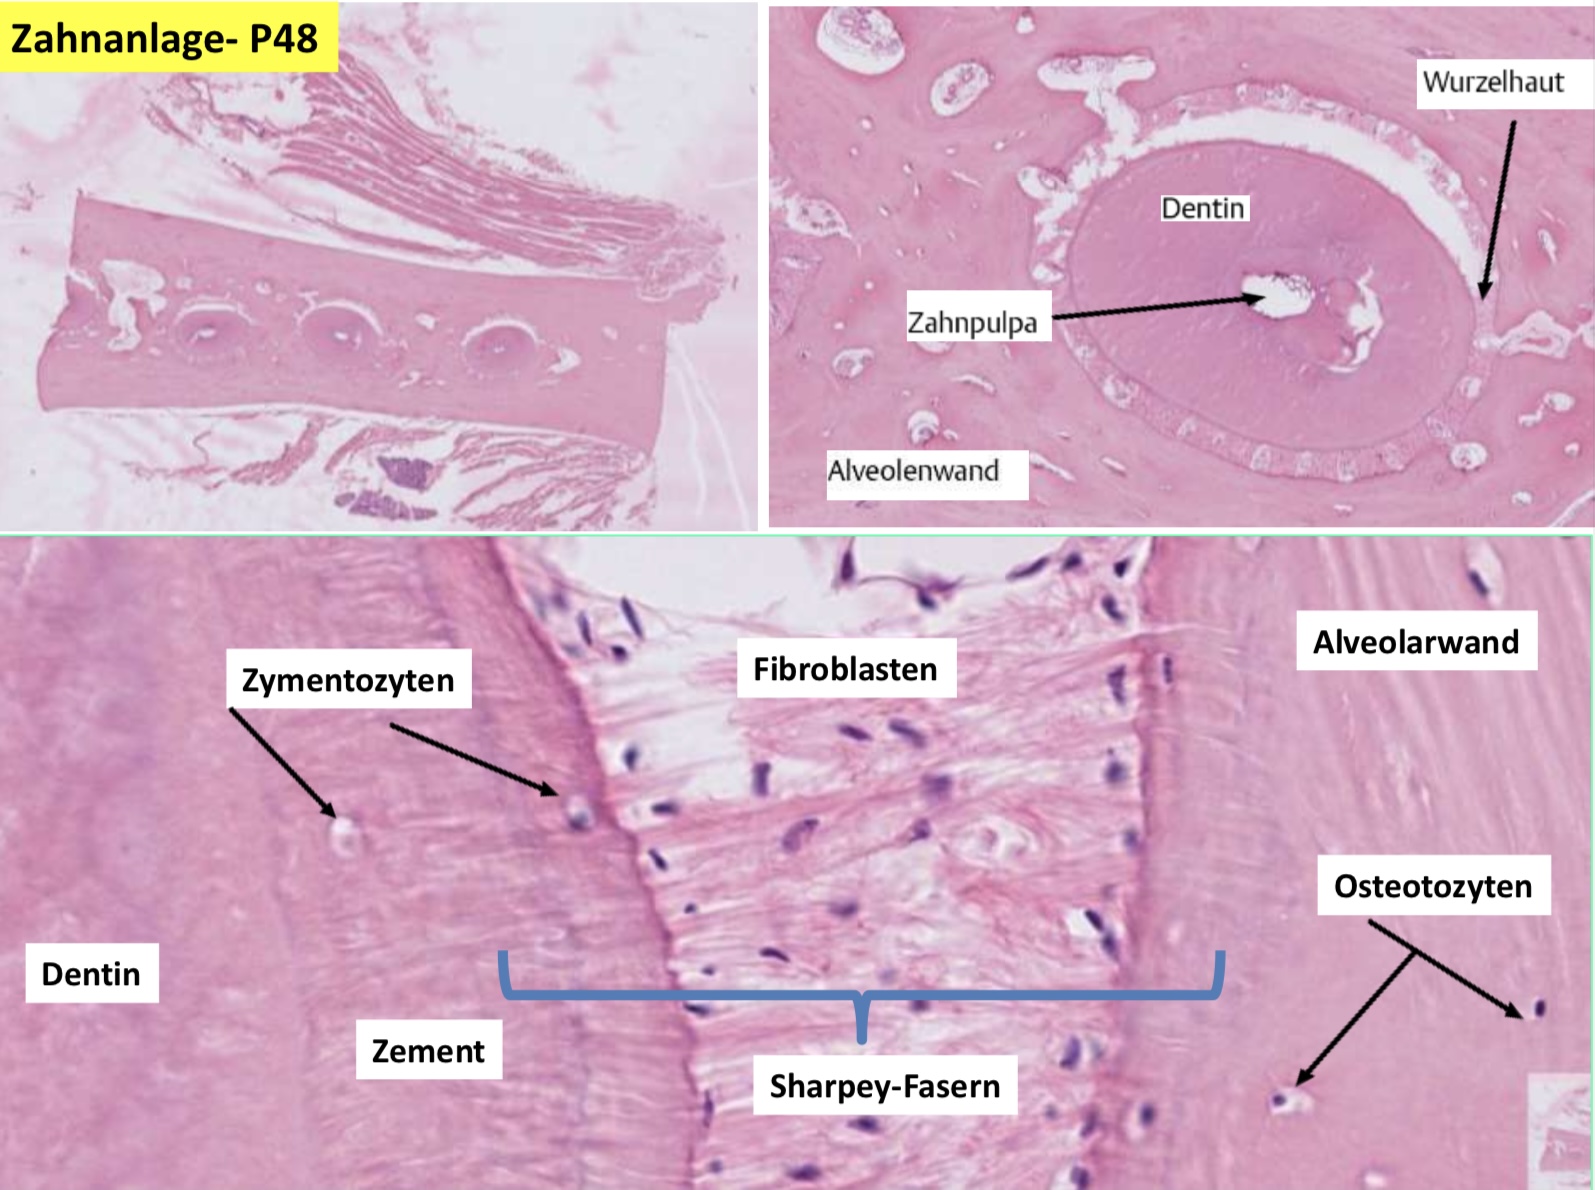 Zahnanlage- P48
Wurzelhaut
Dentin
Zahnpulpa
Alveolenwand
Zymentozyten
Fibroblasten
Alveolarwand
Osteotozyten
Dentin
Zement
Sharpey-Fasern